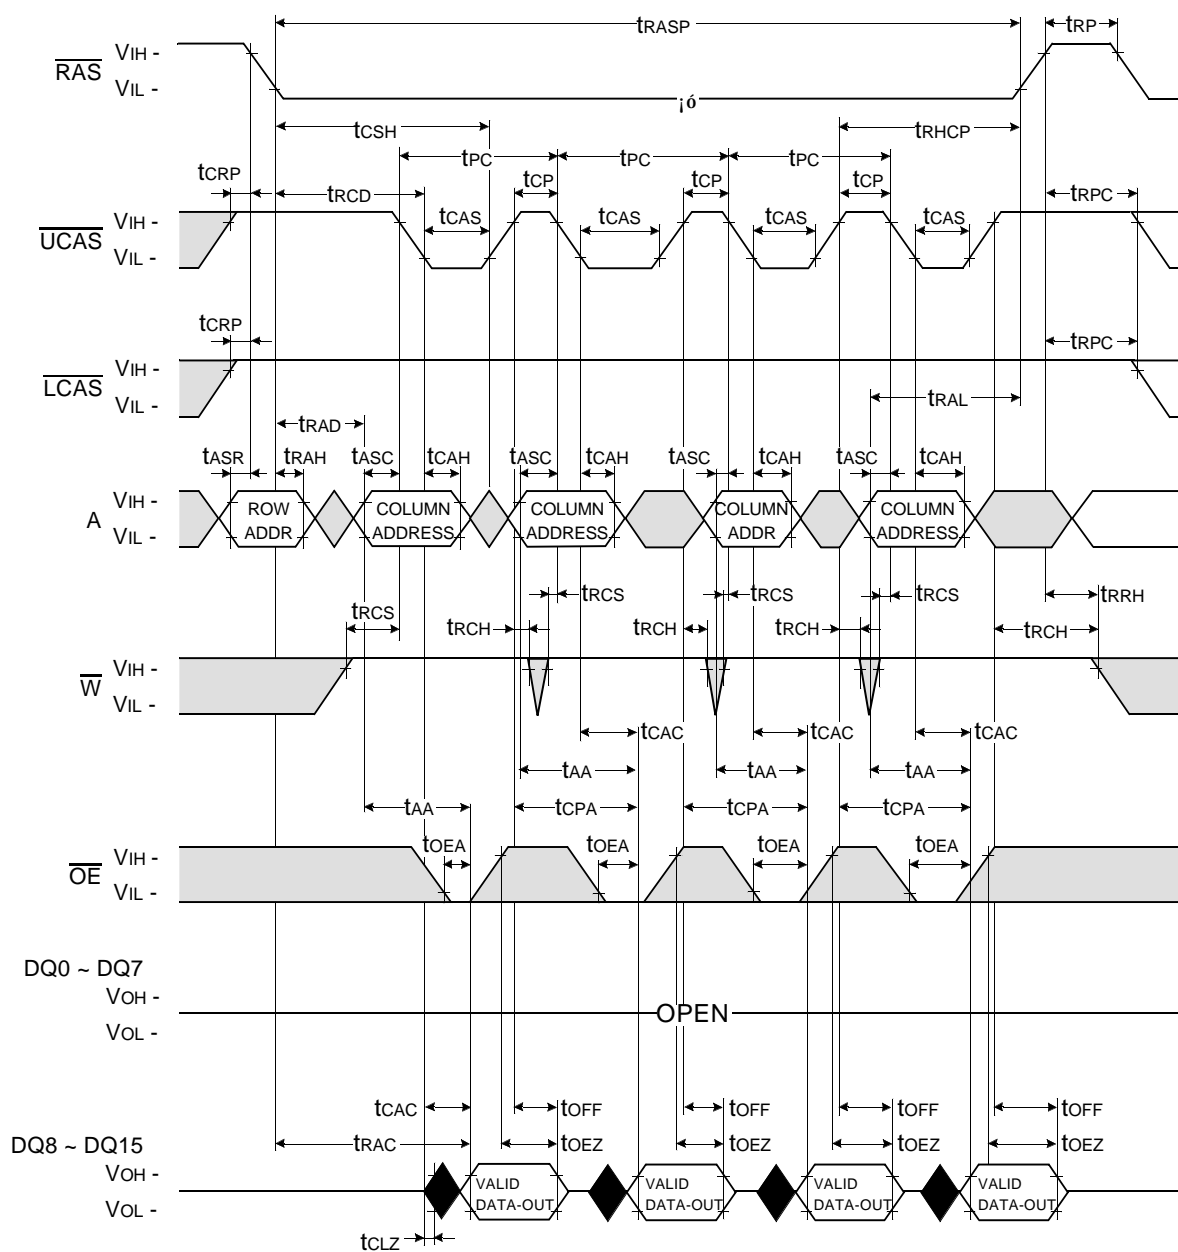 tRASP tRP
RAS VIH -
VIL -
¡ó
tCSH tRHCP
tPC tPC tPC
tCRP tRCD tCP tCP tCP tRPC
UCAS VIH -
VIL -
tCAS tCAS tCAS tCAS
tCRP tRPC
LCAS VIH -
VIL -
tRAL
tRAD
tASR tRAH tASC tCAH tASC tCAH tASC tCAH tASC tCAH
A VIH -
VIL -
ROW ADDR
COLUMN ADDRESS
COLUMN ADDRESS
COLUMN ADDR
COLUMN ADDRESS
tRCS tRCS tRCS tRCS tRRH
tRCH tRCH tRCH tRCH
W VIH -
VIL -
tCAC tCAC tCAC
tAA tAA tAA
tAA tCPA tCPA tCPA
tOEA tOEA tOEA tOEA
OE VIH -
VIL -
DQ0 ~ DQ7
VOH -
VOL -
OPEN
tCAC tOFF tOFF tOFF tOFF
DQ8 ~ DQ15
tRAC tOEZ tOEZ tOEZ tOEZ
VOH -
VOL -
VALID DATA-OUT
VALID DATA-OUT
VALID DATA-OUT
VALID DATA-OUT
tCLZ